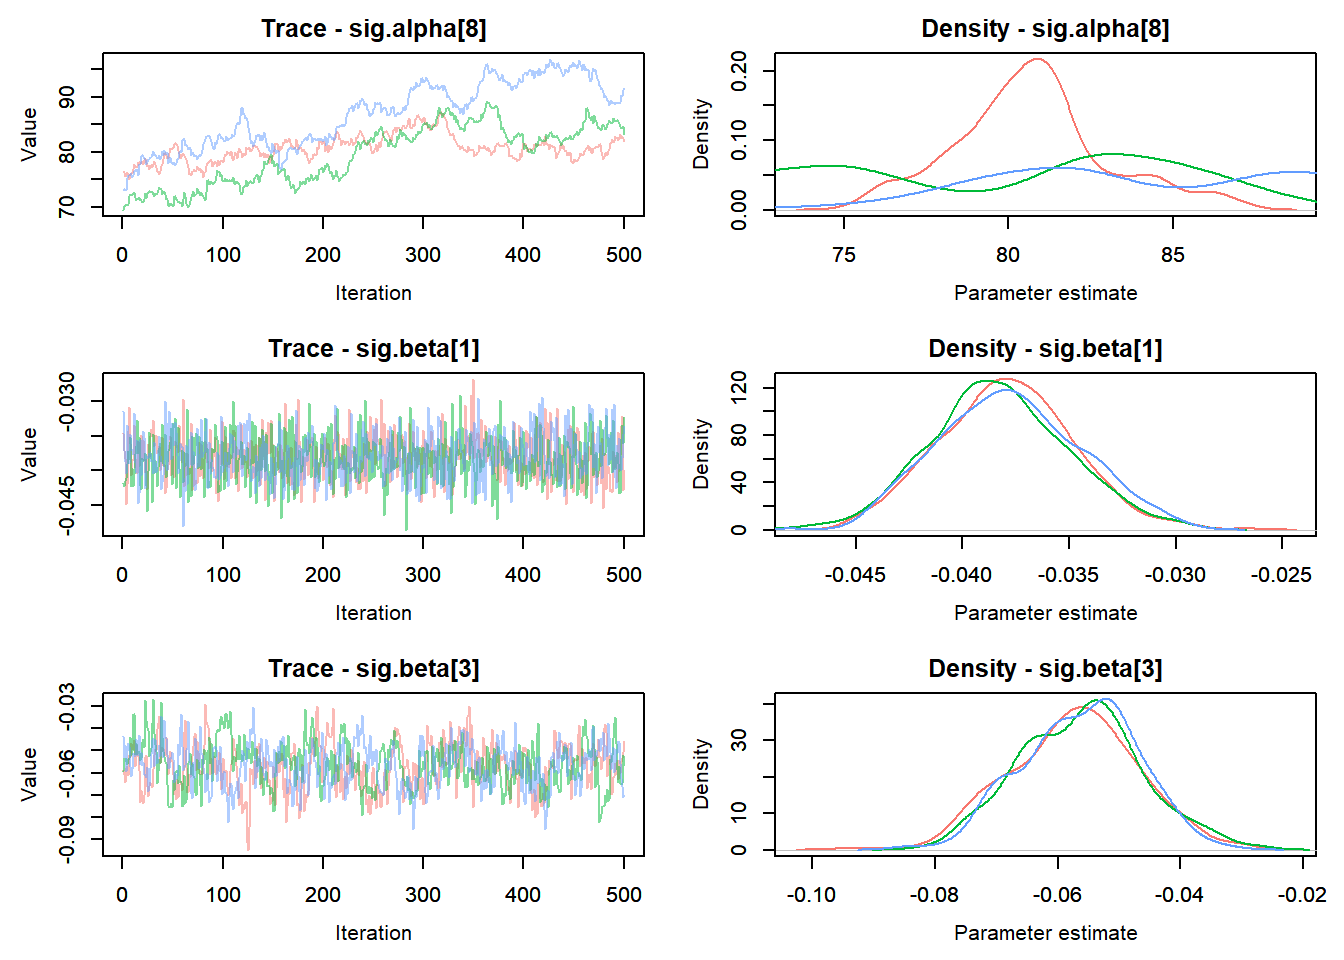 Trace - sig.alpha[8]
Value
70
80
90
0
100
200
300
400
500
Iteration
Density - sig.alpha[8]
Density
0.00
0.10
0.20
75
80
85
Parameter estimate
Trace - sig.beta[1]
Value
-0.045
-0.030
0
100
200
300
400
500
Iteration
Density - sig.beta[1]
Density
0
40
80
120
-0.045
-0.040
-0.035
-0.030
-0.025
Parameter estimate
Trace - sig.beta[3]
Value
-0.09
-0.06
-0.03
0
100
200
300
400
500
Iteration
Density - sig.beta[3]
Density
0
10
30
-0.10
-0.08
-0.06
-0.04
-0.02
Parameter estimate